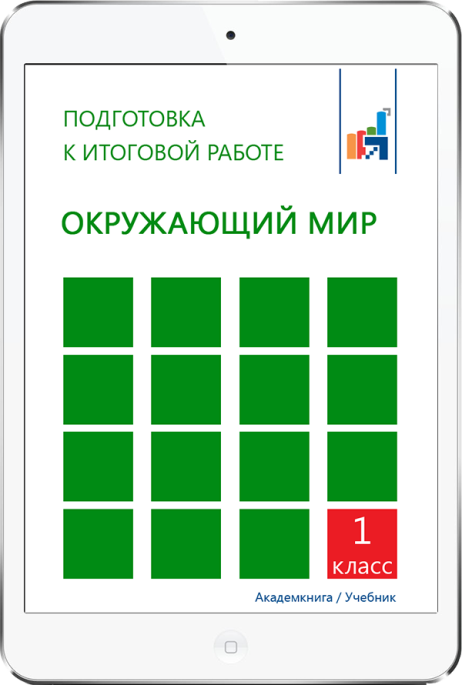 ПОДГОТОВКА
К ИТОГОВОЙ РАБОТЕ
ОКРУЖАЮЩИЙ МИР
1
класс
Академкнига / Учебник